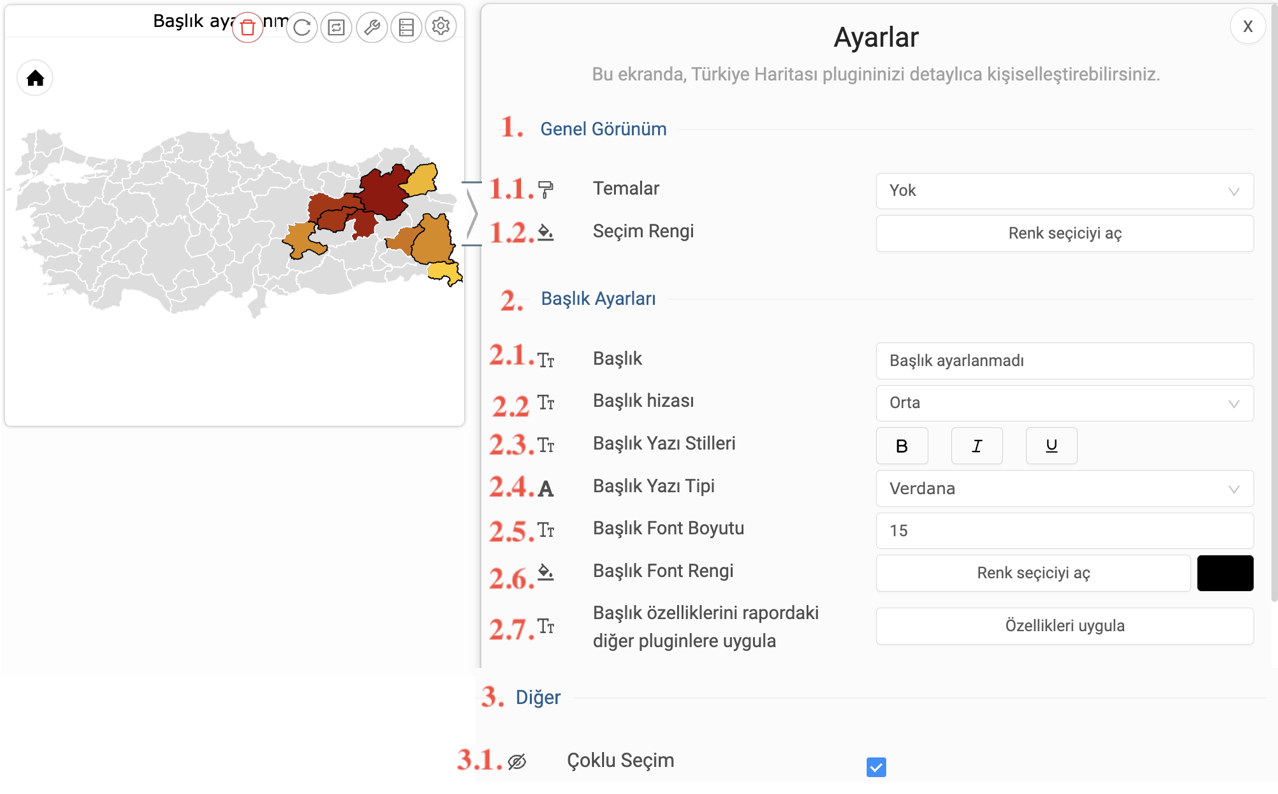 Başlık aya nm
Ayarlar
X
Bu ekranda, Türkiye Haritası plugininizi detaylıca kişiselleştirebilirsiniz.
1. Genel Görünüm
1.1. Temalar Yok
1.2. Seçim Rengi Renk seçiciyi aç
2. Başlık Ayarları
2.1. Başlık Başlık ayarlanmadı
2.2 Başlık hizası Orta
2.3. Başlık Yazı Stilleri B I U
2.4. Başlık Yazı Tipi Verdana
2.5. Başlık Font Boyutu 15
2.6. Başlık Font Rengi Renk seçiciyi aç
2.7. Başlık özelliklerini rapordaki
diğer pluginlere uygula Özellikleri uygula
3. Diğer
3.1. Çoklu Seçim